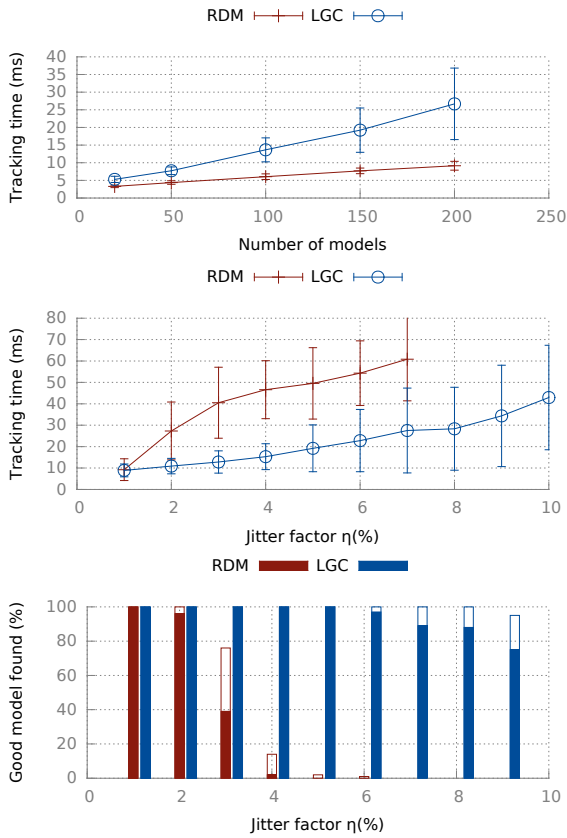 RDM LGC
Tracking time (ms)
40
35
30
25
20
15
10
5
0
0 50 100 150 200 250
Number of models
RDM LGC
Tracking time (ms)
80
70
60
50
40
30
20
10
0
0 2 4 6 8 10
Jitter factor η(%)
RDM LGC
Good model found (%)
100
80
60
40
20
0
0 2 4 6 8 10
Jitter factor η(%)